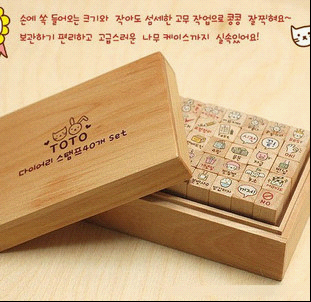 손에 쏙 들어오는 크기와 작아도 섬세한 고무 작업으로 콩콩 잘 찍혀요~
보관하기 편리하고 고급스러운 나무 케이스까지 실속있어요!
TOTO
다이어리 스탬프40개 Set
NO